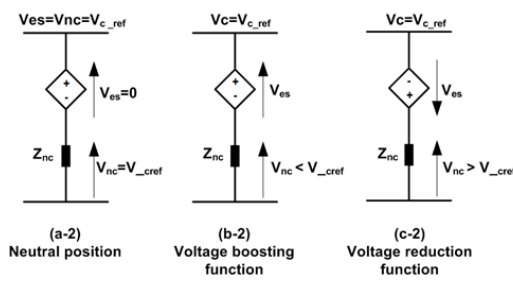 Ves=Vnc=Vc_ref
Vc=Vc_ref
Vc=Vc_ref
+
-
Ves=0
+
-
Ves
-
+
Ves
Znc
Vnc=V_cref
Znc
Vnc < V_cref
Znc
Vnc > V_cref
(a-2)
Neutral position
(b-2)
Voltage boosting
function
(c-2)
Voltage reduction
function